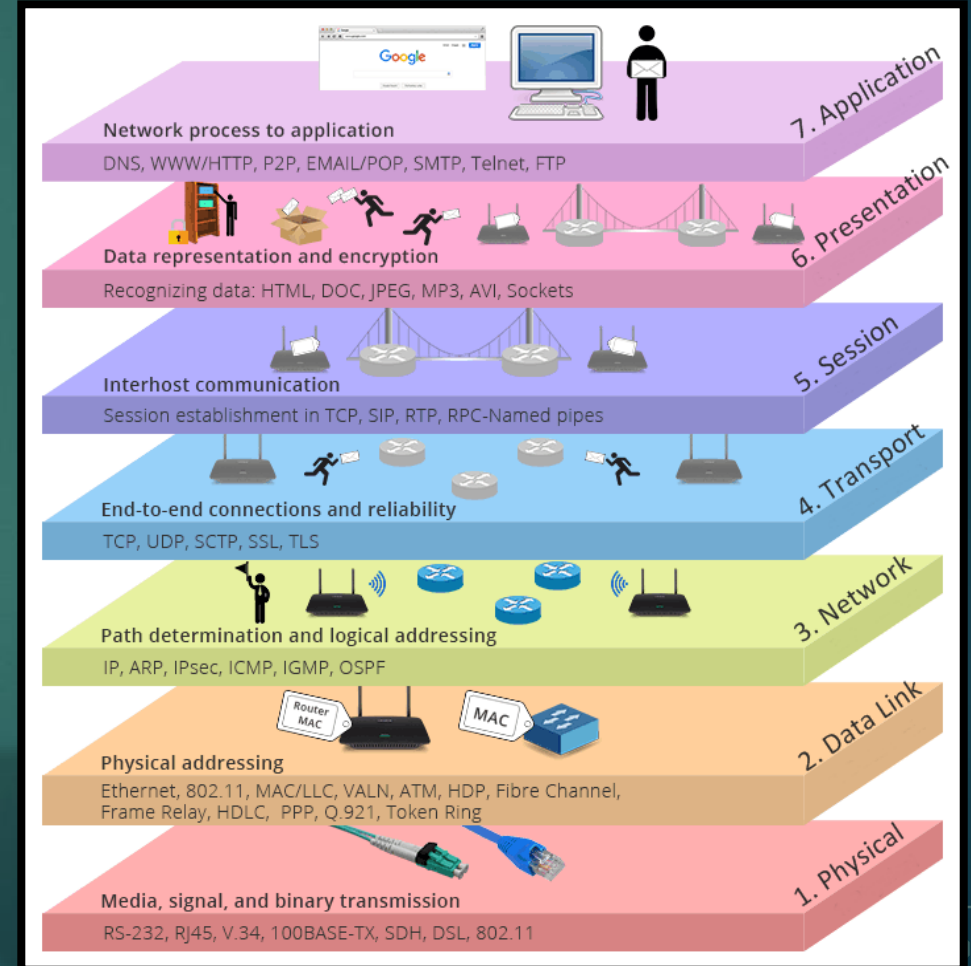 Google
7. Application
Network process to application
DNS, WWW/HTTP, P2P, EMAIL/POP, SMTP, Telnet, FTP
6. Presentation
Data representation and encryption
Recognizing data: HTML, DOC, JPEG, MP3, AVI, Sockets
5. Session
Interhost communication
Session establishment in TCP, SIP, RTP, RPC-Named pipes
4. Transport
End-to-end connections and reliability
TCP, UDP, SCTP, SSL, TLS
3. Network
Path determination and logical addressing
IP, ARP, IPsec, ICMP, IGMP, OSPF
Router
MAC
MAC
2. Data Link
Physical addressing
Ethernet, 802.11, MAC/LLC, VALN, ATM, HDP, Fibre Channel,
Frame Relay, HDLC, PPP, Q.921, Token Ring
1. Physical
Media, signal, and binary transmission
RS-232, RJ45, V.34, 100BASE-TX, SDH, DSL, 802.11